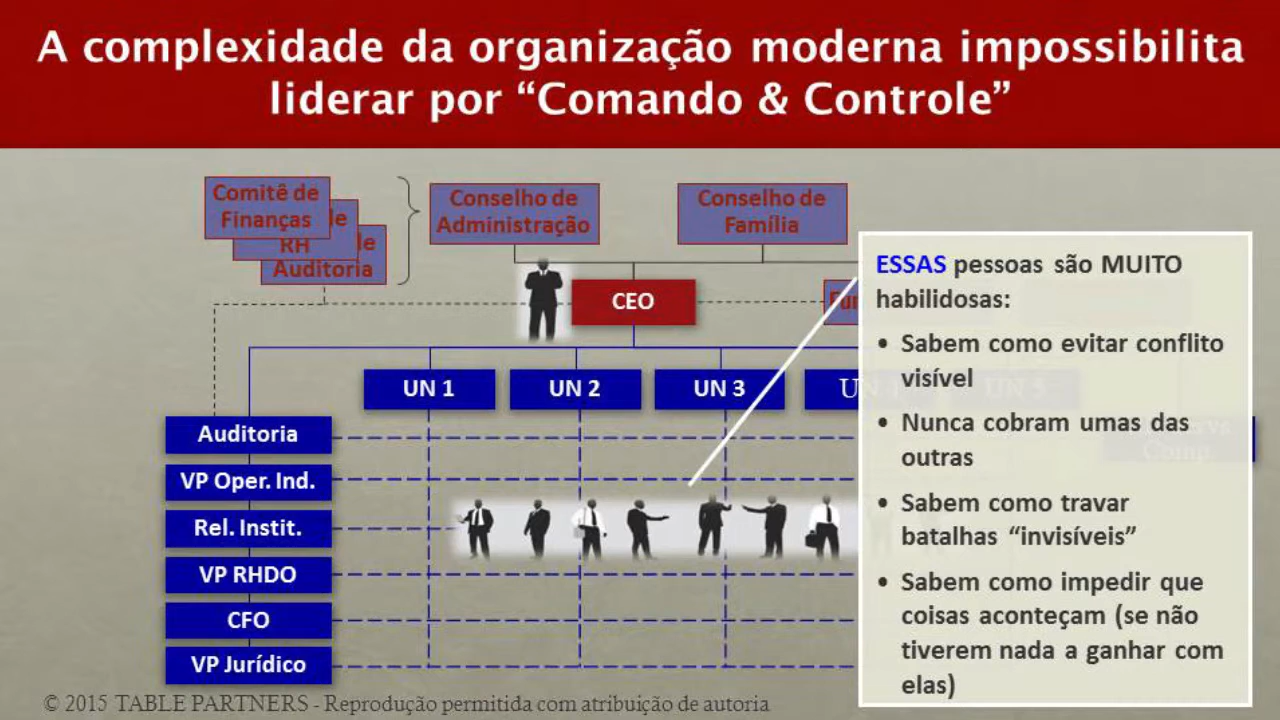 A complexidade da organização moderna impossibilita
liderar por “Comando & Controle”
Comitê de
Finanças
RH
Auditoria
Conselho de
Administração
Conselho de
Família
CEO
UN 1
UN 2
UN 3
UN 5
Auditoria
VP Oper. Ind.
Rel. Instit.
VP RHDO
CFO
VP Jurídico
ESSAS pessoas são MUITO
habilidosas:
• Sabem como evitar conflito
visível
• Nunca cobram umas das
outras
• Sabem como travar
batalhas “invisíveis”
• Sabem como impedir que
coisas aconteçam (se não
tiverem nada a ganhar com
elas)
© 2015 TABLE PARTNERS - Reprodução permitida com atribuição de autoria